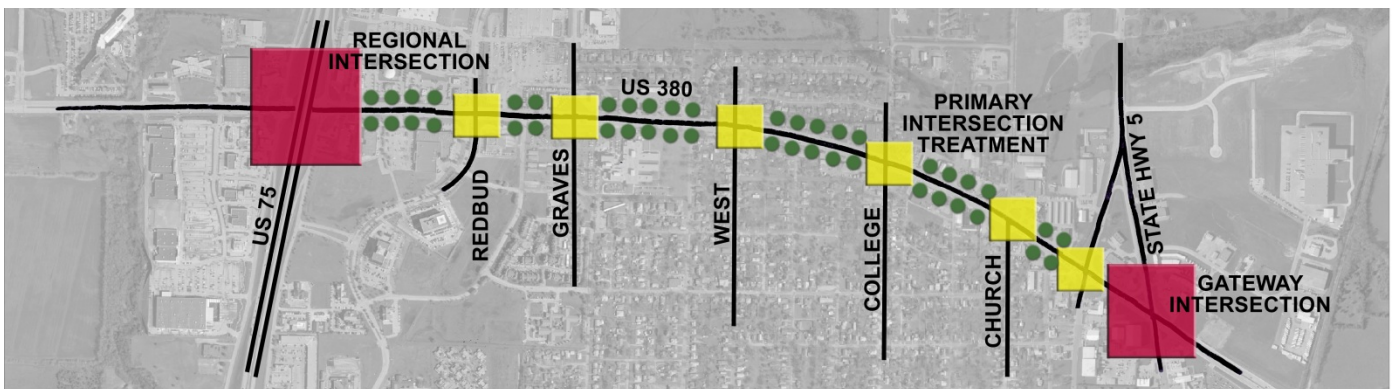 REGIONAL
INTERSECTION
US 380
PRIMARY
INTERSECTION
TREATMENT
US 75
REDBUD
GRAVES
WEST
COLLEGE
CHURCH
STATE HWY 5
GATEWAY
INTERSECTION